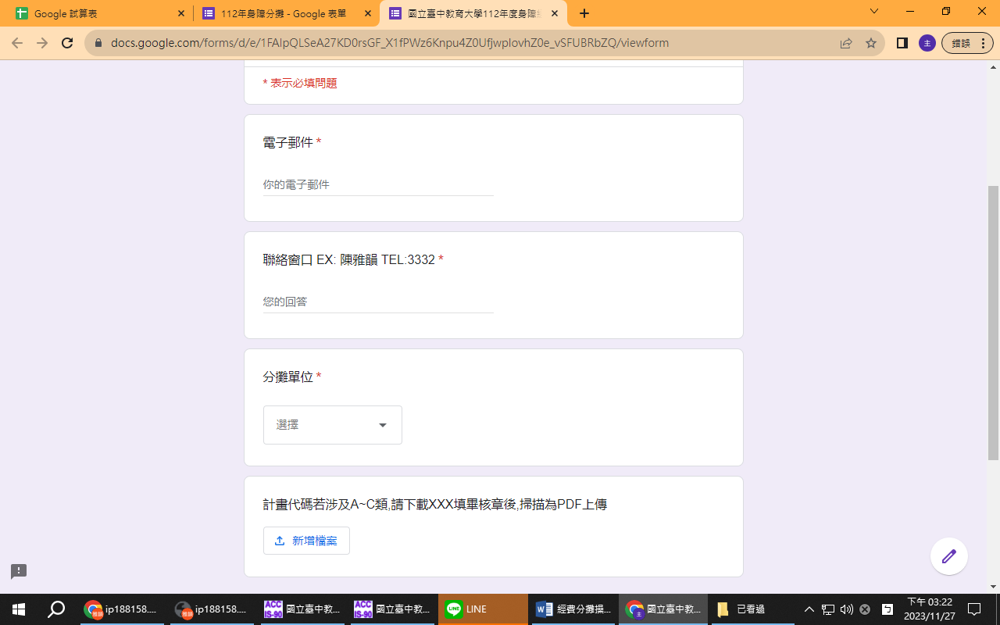 Google 試算表
112年身障分攤 - Google 表單
國立臺中教育大學112年度身障
docs.google.com/forms/d/e/1FAIpQLSeA27KD0rsGF_X1fPWz6Knpu4Z0UfjwpIovhZ0e_vSFUBRbZQ/viewform
主
錯誤
* 表示必填問題
電子郵件 *
你的電子郵件
聯絡窗口 EX: 陳雅韻 TEL:3332 *
您的回答
分攤單位 *
選擇
計畫代碼若涉及A~C類,請下載XXX填畢核章後,掃描為PDF上傳
新增檔案
ip188158....
ip188158....
ACC IS-90 國立臺中教...
ACC IS-90 國立臺中教...
LINE
經費分攤操...
國立臺中教...
已看過
下午 03:22
2023/11/27